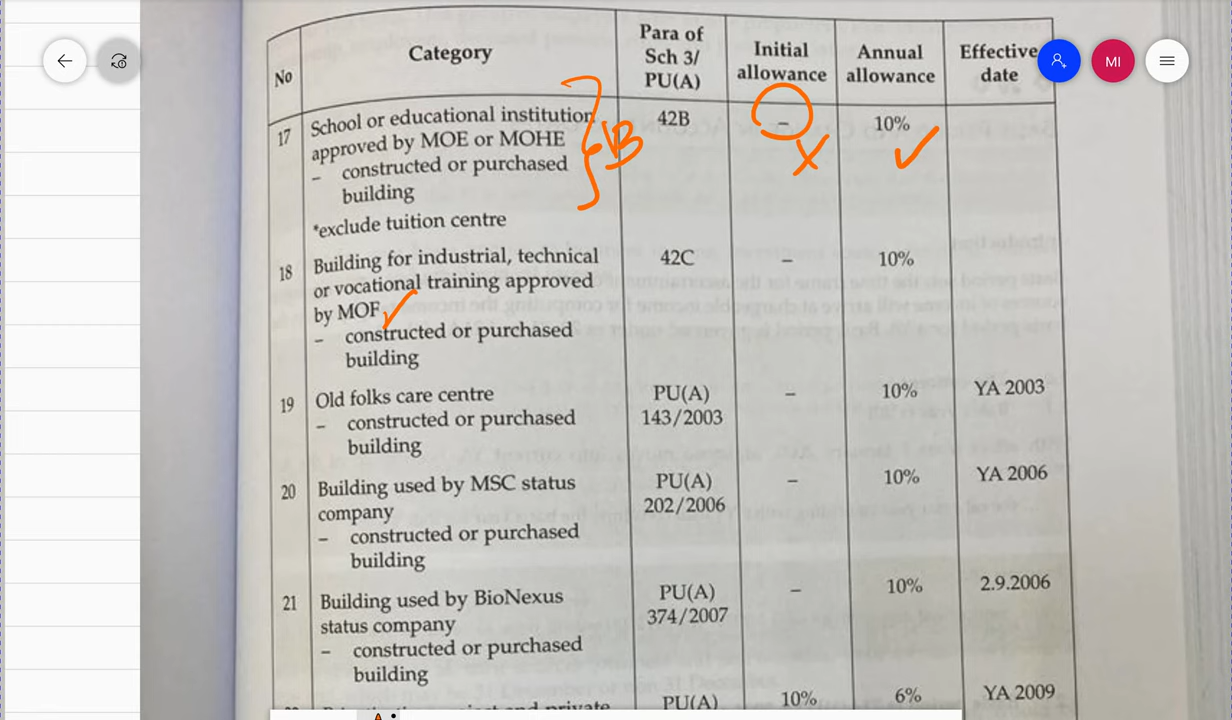 No
Category
Para of
Sch 3/
PU(A)
Initial
allowance
Annual
allowance
Effective
date
MI
17
School or educational institution
approved by MOE or MOHE
– constructed or purchased
building
*exclude tuition centre
42B
–
10%
IB
18
Building for industrial, technical
or vocational training approved
by MOF
– constructed or purchased
building
42C
–
10%
19
Old folks care centre
– constructed or purchased
building
PU(A)
143/2003
–
10%
YA 2003
20
Building used by MSC status
company
– constructed or purchased
building
PU(A)
202/2006
–
10%
YA 2006
21
Building used by BioNexus
status company
– constructed or purchased
building
PU(A)
374/2007
–
10%
2.9.2006
and private
PU(A)
10%
6%
YA 2009